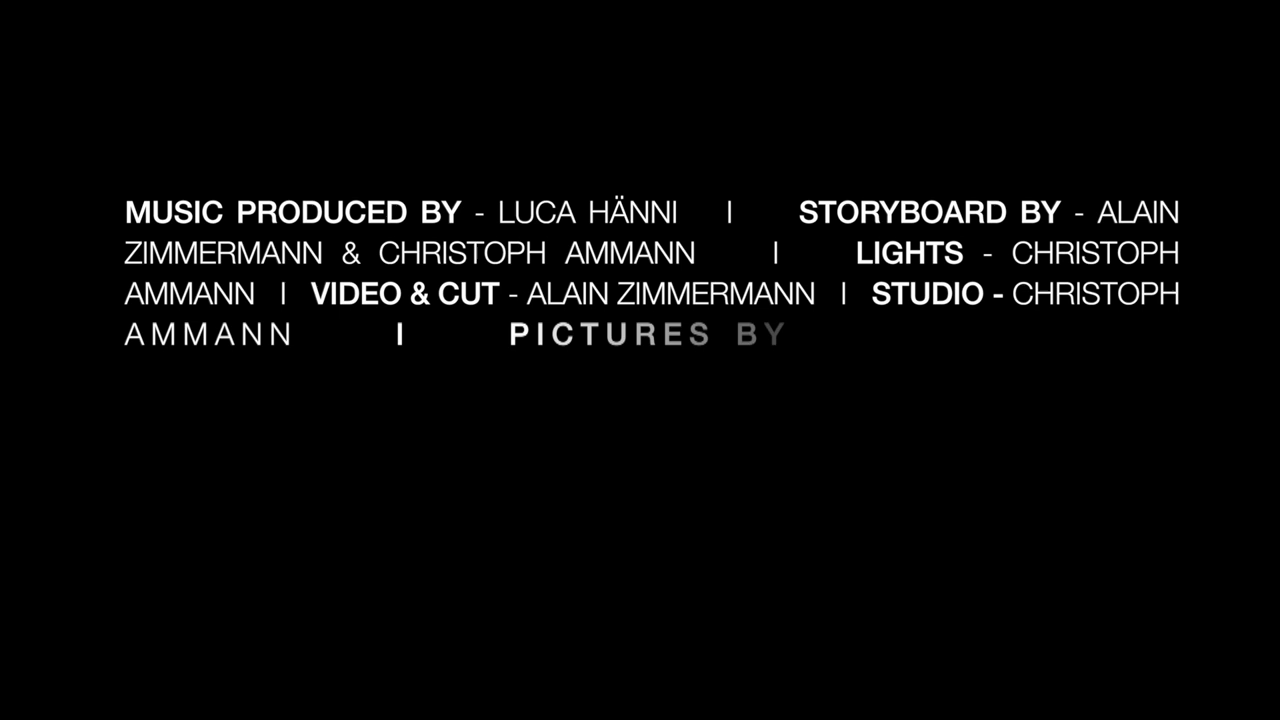 MUSIC PRODUCED BY - LUCA HÄNNI I STORYBOARD BY - ALAIN
ZIMMERMANN & CHRISTOPH AMMANN I LIGHTS - CHRISTOPH
AMMANN I VIDEO & CUT - ALAIN ZIMMERMANN I STUDIO - CHRISTOPH
AMMANN I PICTURES BY